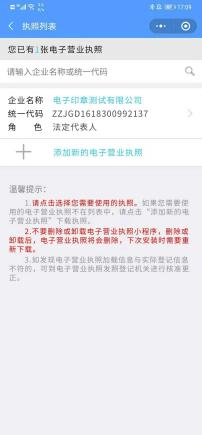 17:09
执照列表
您已有1张电子营业执照
请输入企业名称或统一代码
企业名称 电子印章测试有限公司
统一代码 ZZJGD1618300992137
角 色 法定代表人
添加新的电子营业执照
温馨提示：
1.请点击选择您需要使用的执照。如果您需要使
用的电子营业执照不在列表中，请点击“添加新的电
子营业执照”下载执照。
2.不要删除或卸载电子营业执照小程序，删除或
卸载后，电子营业执照将会删除，下次安装时需要重
新下载。
3.如发现电子营业执照加载信息与实际登记信息
不符的，可到电子营业执照发照登记机关进行核准更
正。